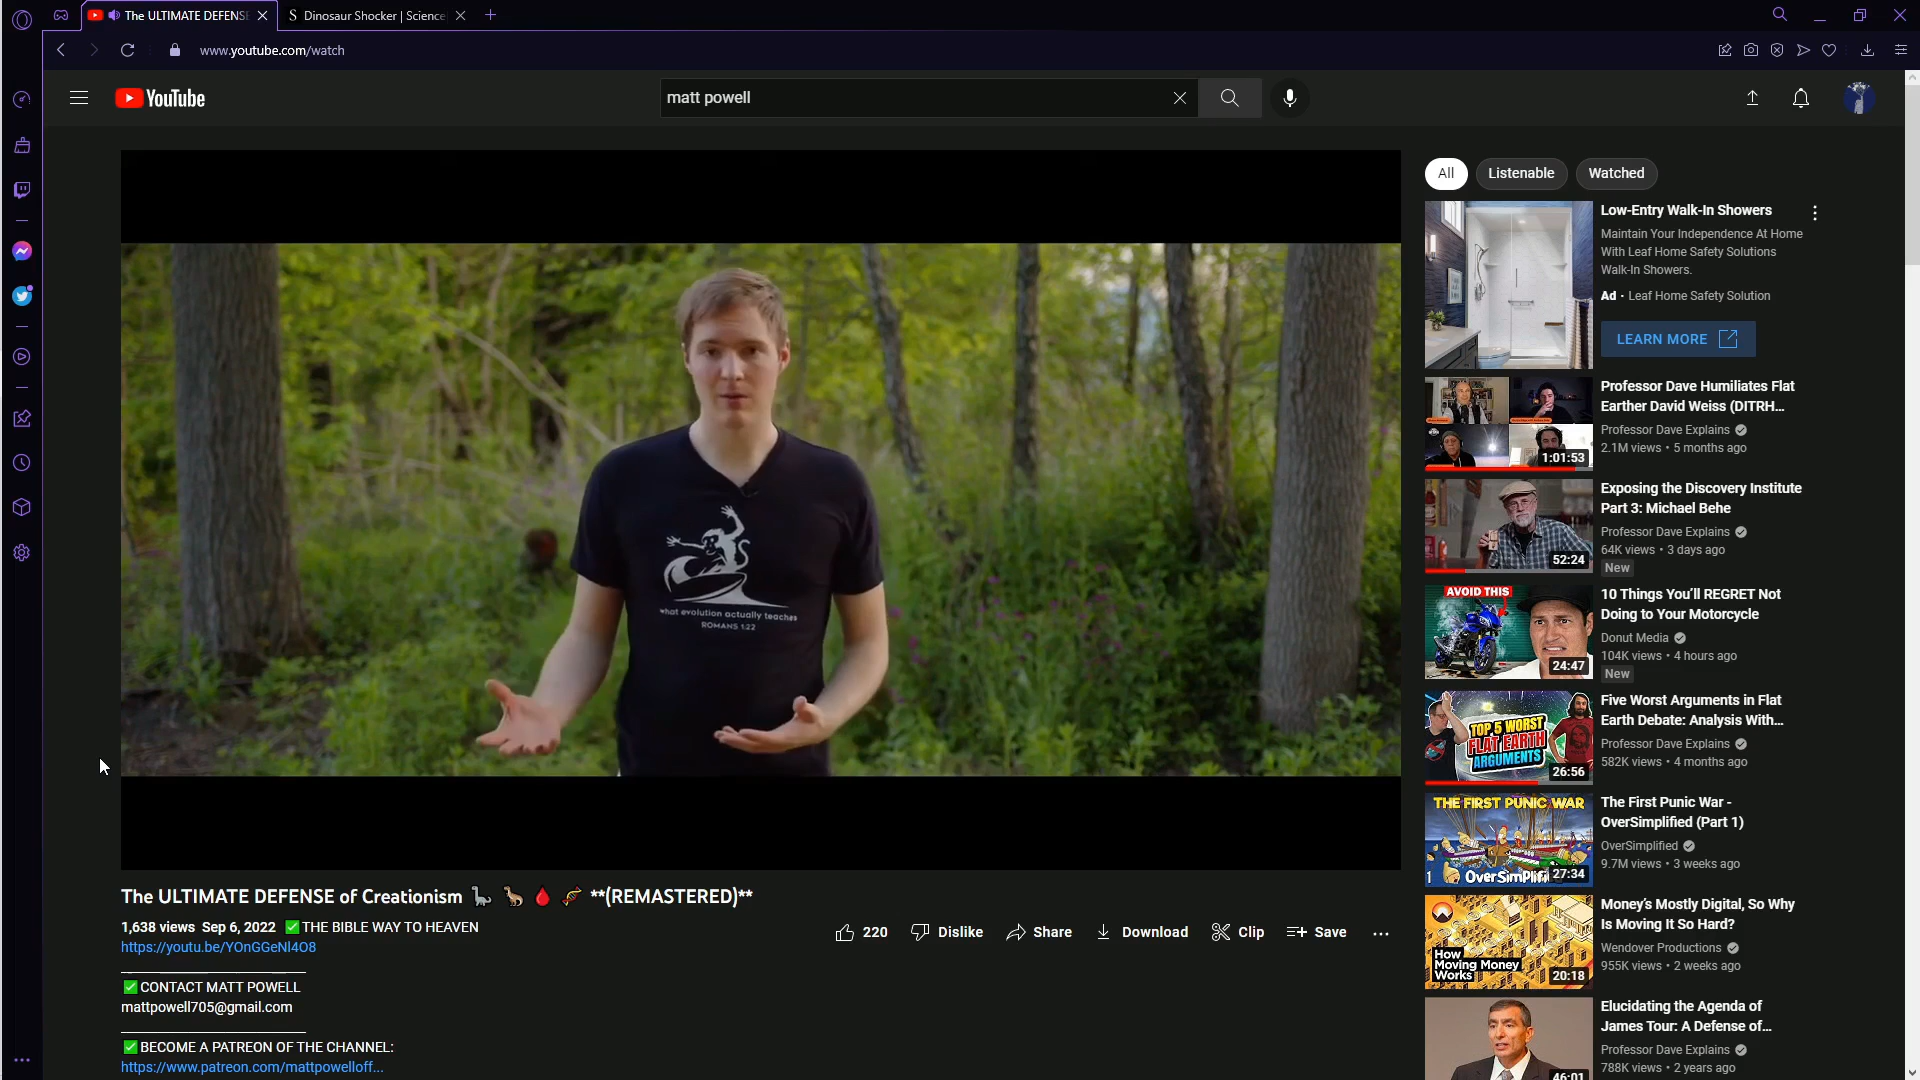 The ULTIMATE DEFENSE
Dinosaur Shocker | Science
www.youtube.com/watch
YouTube
matt powell
what evolution actually teaches
ROMANS 1:22
The ULTIMATE DEFENSE of Creationism 🦕 🦖 🩸 🧬 **(REMASTERED)**
1,638 views Sep 6, 2022 ✅THE BIBLE WAY TO HEAVEN
https://youtu.be/YOnGGeNl4O8
220
Dislike
Share
Download
Clip
Save
✅CONTACT MATT POWELL
mattpowell705@gmail.com
✅BECOME A PATREON OF THE CHANNEL:
https://www.patreon.com/mattpowelloff...
All
Listenable
Watched
Low-Entry Walk-In Showers
Maintain Your Independence At Home
With Leaf Home Safety Solutions
Walk-In Showers.
Ad • Leaf Home Safety Solution
LEARN MORE
1:01:53
Professor Dave Humiliates Flat
Earther David Weiss (DITRH...
Professor Dave Explains
2.1M views • 5 months ago
52:24
Exposing the Discovery Institute
Part 3: Michael Behe
Professor Dave Explains
64K views • 3 days ago
New
AVOID THIS
24:47
10 Things You'll REGRET Not
Doing to Your Motorcycle
Donut Media
104K views • 4 hours ago
New
TOP 5 WORST
FLAT EARTH
ARGUMENTS
26:56
Five Worst Arguments in Flat
Earth Debate: Analysis With...
Professor Dave Explains
582K views • 4 months ago
THE FIRST PUNIC WAR
1
OverSimplifi
27:34
The First Punic War -
OverSimplified (Part 1)
OverSimplified
9.7M views • 3 weeks ago
How
Moving Money
Works
20:18
Money's Mostly Digital, So Why
Is Moving It So Hard?
Wendover Productions
955K views • 2 weeks ago
46:01
Elucidating the Agenda of
James Tour: A Defense of...
Professor Dave Explains
788K views • 2 years ago